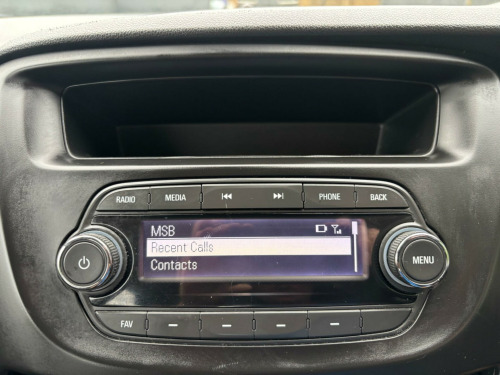 RADIO MEDIA PHONE BACK
MSB
Recent Calls
Contacts
MENU
FAV